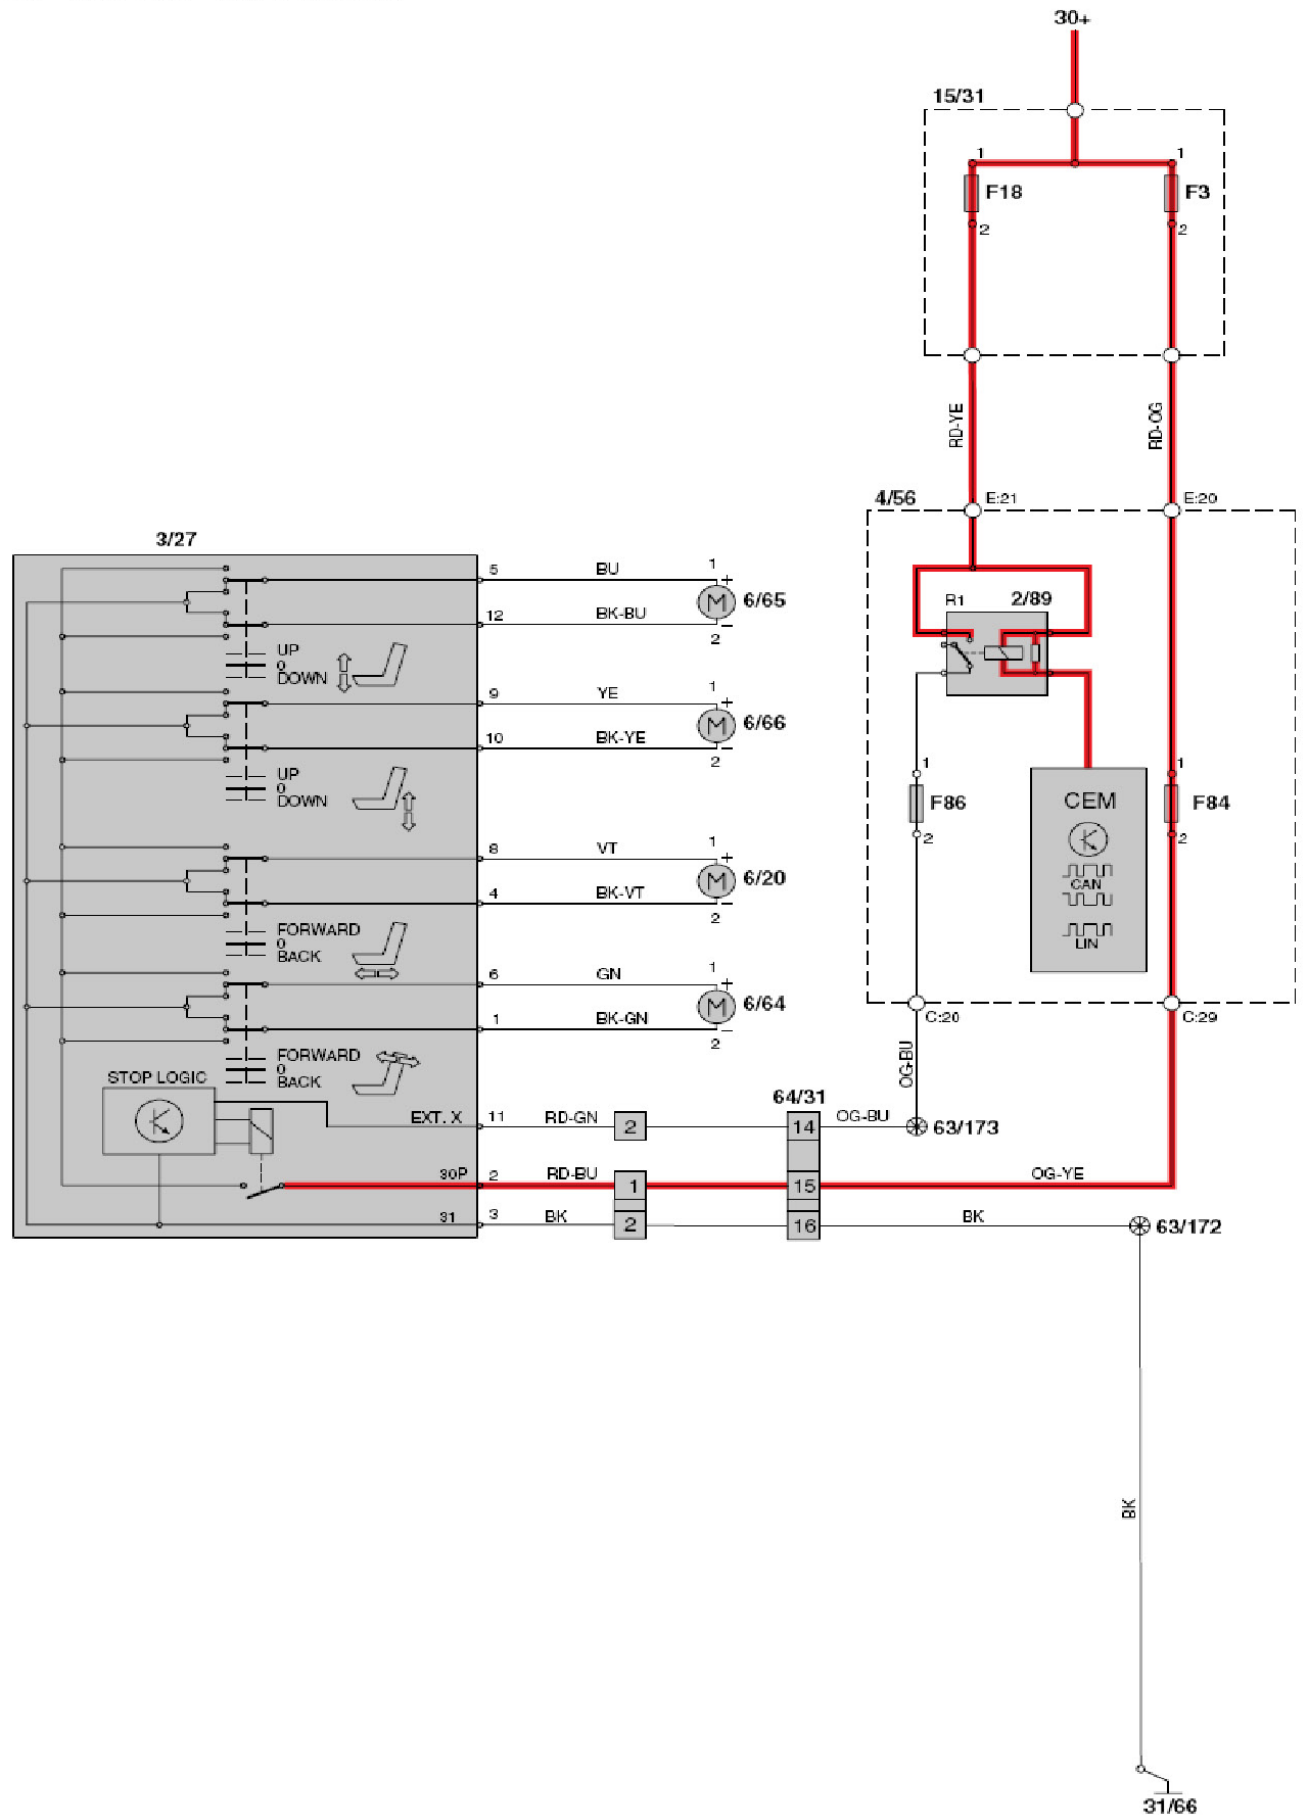 30+
15/31
1
1
F18
F3
2
2
RD-YE
RD-OG
4/56
E:21
E:20
3/27
5
BU
1
+
M
6/65
12
BK-BU
2
–
R1
2/89
UP
0
DOWN
9
YE
1
+
M
6/66
10
BK-YE
2
–
UP
0
DOWN
1
1
F86
CEM
F84
2
2
CAN
LIN
8
VT
1
+
M
6/20
4
BK-VT
2
–
FORWARD
0
BACK
6
GN
1
+
M
6/64
1
BK-GN
2
–
C:20
C:29
FORWARD
0
BACK
OG-BU
STOP LOGIC
64/31
EXT. X
11
RD-GN
2
14
OG-BU
63/173
30P
2
RD-BU
1
15
OG-YE
31
3
BK
2
16
BK
63/172
BK
31/66